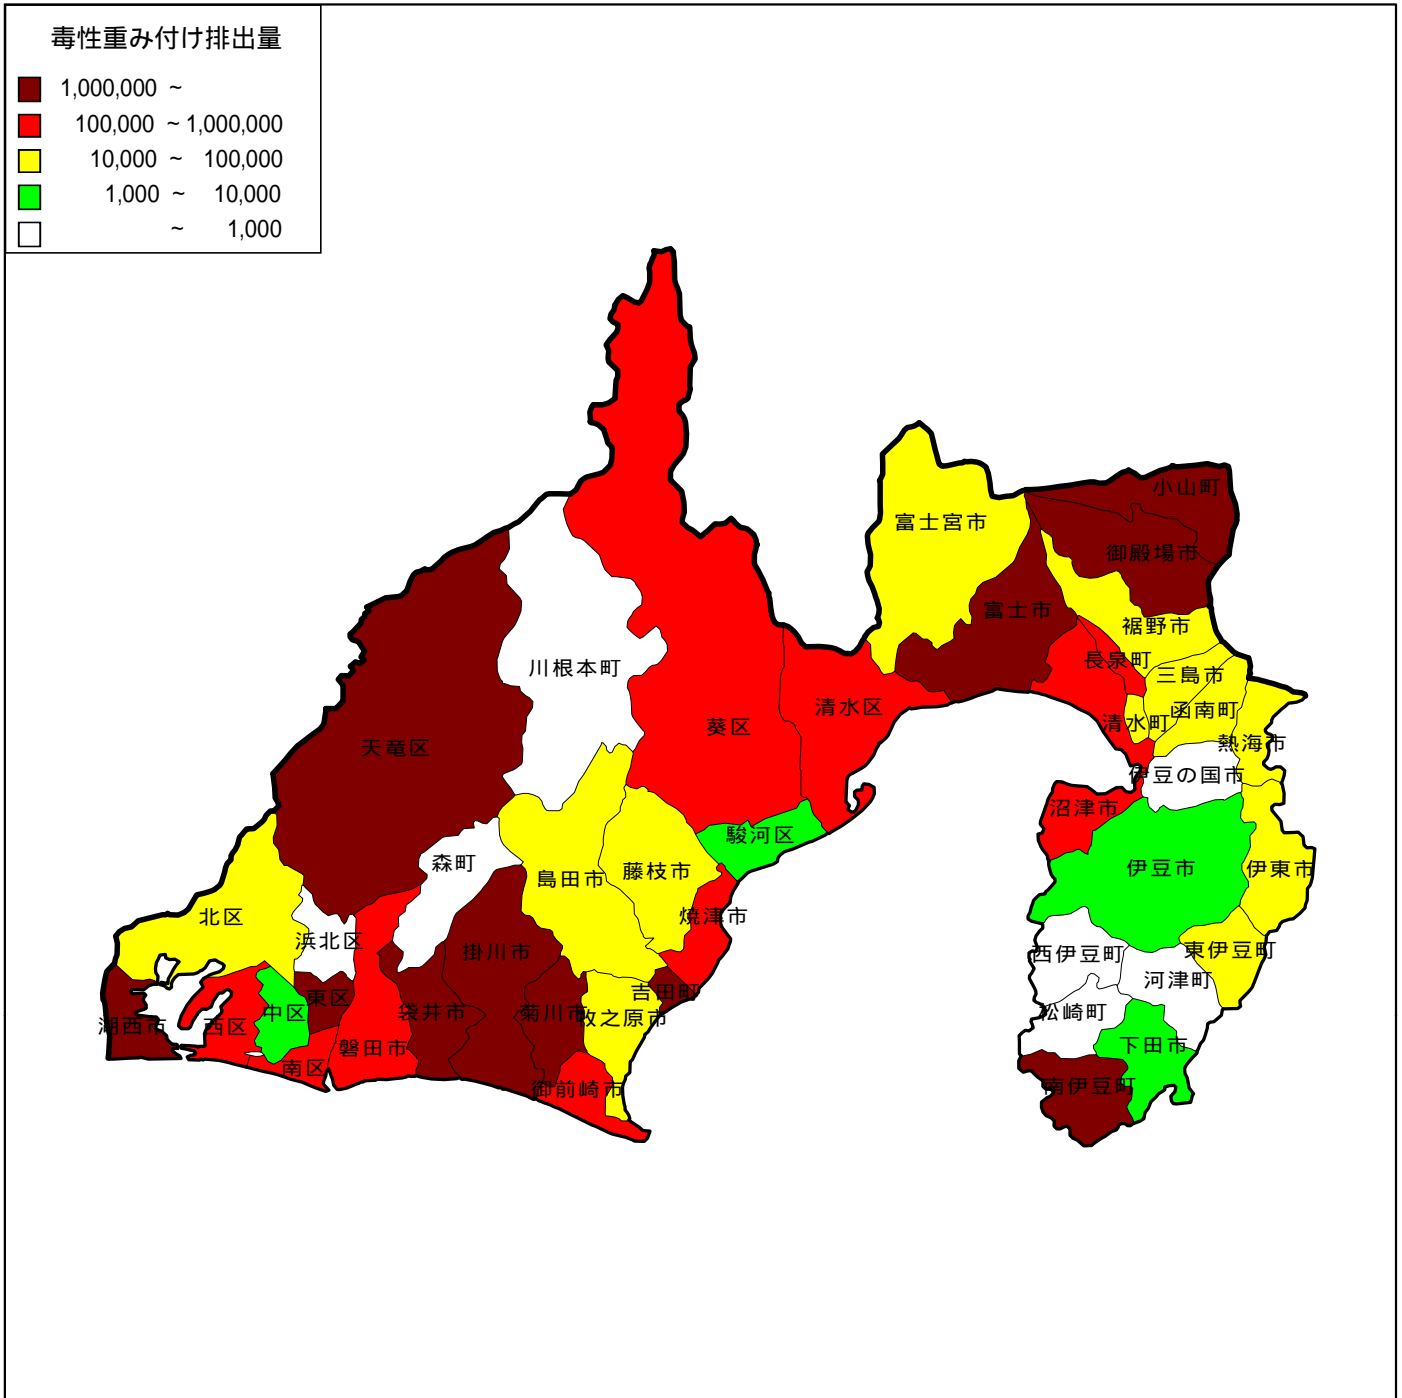 毒性重み付け排出量
1,000,000 ~
100,000 ~ 1,000,000
10,000 ~ 100,000
1,000 ~ 10,000
~ 1,000
小山町
富士宮市
御殿場市
富士市
裾野市
長泉町
三島市
川根本町
清水区
函南町
葵区
清水町
熱海市
天竜区
伊豆の国市
沼津市
駿河区
森町
藤枝市
伊豆市
伊東市
島田市
北区
焼津市
浜北区
掛川市
西伊豆町
東伊豆町
河津町
東区
吉田町
中区
袋井市
菊川市
牧之原市
松崎町
湖西市
西区
磐田市
下田市
南区
御前崎市
南伊豆町